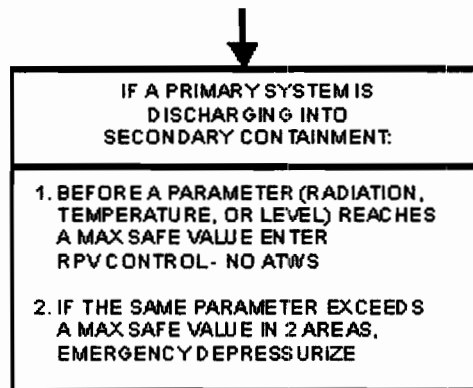 IF A PRIMARY SYSTEM IS
DISCHARGING INTO
SECONDARY CONTAINMENT:
1. BEFORE A PARAMETER (RADIATION,
TEMPERATURE, OR LEVEL) REACHES
A MAX SAFE VALUE ENTER
RPV CONTROL- NO ATWS
2. IF THE SAME PARAMETER EXCEEDS
A MAX SAFE VALUE IN 2 AREAS,
EMERGENCY DEPRESSURIZE